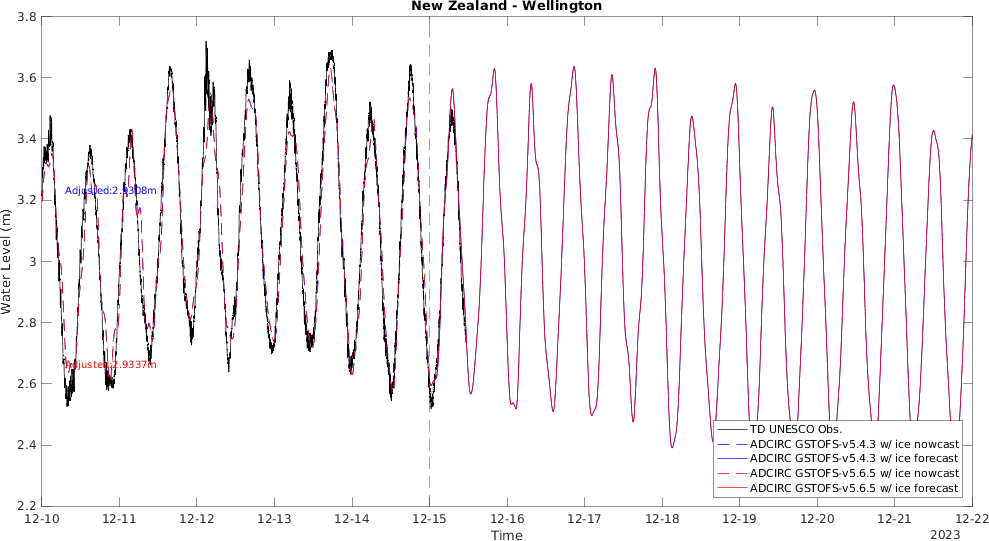 New Zealand - Wellington
3.8
3.6
3.4
3.2
3
2.8
2.6
2.4
2.2
Water Level (m)
Adjusted:2.9308m
Adjusted:2.9337m
TD UNESCO Obs.
ADCIRC GSTOFS-v5.4.3 w/ ice nowcast
ADCIRC GSTOFS-v5.4.3 w/ ice forecast
ADCIRC GSTOFS-v5.6.5 w/ ice nowcast
ADCIRC GSTOFS-v5.6.5 w/ ice forecast
12-10 12-11 12-12 12-13 12-14 12-15 12-16 12-17 12-18 12-19 12-20 12-21 12-22
Time
2023